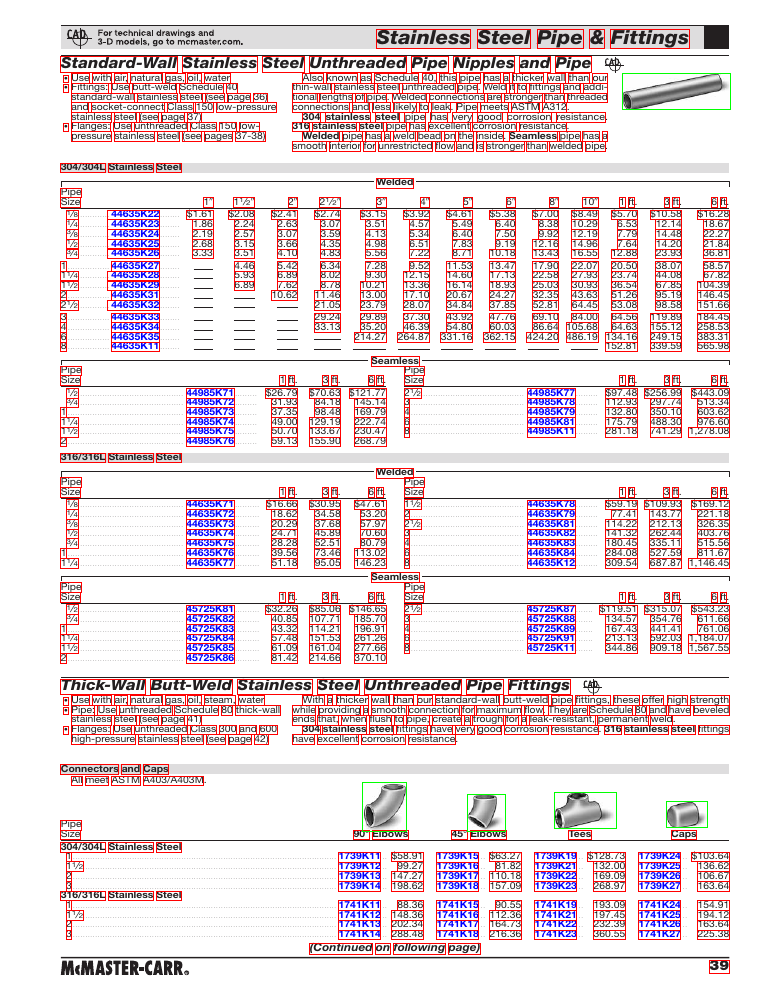 CAD For technical drawings and
3-D models, go to mcmaster.com.
Stainless Steel Pipe & Fittings
Standard-Wall Stainless Steel Unthreaded Pipe Nipples and Pipe CAD
• Use with air, natural gas, oil, water
• Fittings: Use butt-weld Schedule 40
standard-wall stainless steel (see page 36)
and socket-connect Class 150 low-pressure
stainless steel (see page 37)
• Flanges: Use unthreaded Class 150 low-
pressure stainless steel (see pages 37-38)
Also known as Schedule 40, this pipe has a thicker wall than our
thin-wall stainless steel unthreaded pipe. Weld it to fittings and addi-
tional lengths of pipe. Welded connections are stronger than threaded
connections and less likely to leak. Pipe meets ASTM A312.
304 stainless steel pipe has very good corrosion resistance.
316 stainless steel pipe has excellent corrosion resistance.
Welded pipe has a weld bead on the inside. Seamless pipe has a
smooth interior for unrestricted flow and is stronger than welded pipe.
304/304L Stainless Steel
Welded
Pipe
Size 1" 1½" 2" 2½" 3" 4" 5" 6" 8" 10" 1 ft. 3 ft. 6 ft.
⅛ 44635K22 $1.61 $2.08 $2.41 $2.74 $3.15 $3.92 $4.61 $5.38 $7.00 $8.49 $5.70 $10.58 $16.28
¼ 44635K23 1.86 2.24 2.63 3.07 3.51 4.57 5.49 6.40 8.38 10.29 6.53 12.14 18.67
⅜ 44635K24 2.19 2.57 3.07 3.59 4.13 5.34 6.40 7.50 9.92 12.19 7.79 14.48 22.27
½ 44635K25 2.68 3.15 3.66 4.35 4.98 6.51 7.83 9.19 12.16 14.96 7.64 14.20 21.84
¾ 44635K26 3.33 3.51 4.10 4.83 5.56 7.22 8.71 10.18 13.43 16.55 12.88 23.93 36.81
1 44635K27 4.46 5.42 6.34 7.28 9.52 11.53 13.47 17.90 22.07 20.50 38.07 58.57
1¼ 44635K28 5.93 6.89 8.02 9.30 12.15 14.60 17.13 22.58 27.93 23.74 44.08 67.82
1½ 44635K29 6.89 7.62 8.78 10.21 13.36 16.14 18.93 25.03 30.93 36.54 67.85 104.39
2 44635K31 10.62 11.46 13.00 17.10 20.67 24.27 32.35 43.63 51.26 95.19 146.45
2½ 44635K32 21.05 23.79 28.07 34.84 37.85 52.81 64.45 53.08 98.58 151.66
3 44635K33 29.24 29.89 37.30 43.92 47.76 69.10 84.00 64.56 119.89 184.45
4 44635K34 33.13 35.20 46.39 54.80 60.03 86.64 105.68 64.63 155.12 258.53
6 44635K35 214.27 264.87 331.16 362.15 424.20 486.19 134.16 249.15 383.31
8 44635K11 152.81 339.59 565.98
Seamless
Pipe Pipe
Size 1 ft. 3 ft. 6 ft. Size 1 ft. 3 ft. 6 ft.
½ 44985K71 $26.79 $70.63 $121.77 2½ 44985K77 $97.48 $256.99 $443.09
¾ 44985K72 31.93 84.18 145.14 3 44985K78 112.93 297.74 513.34
1 44985K73 37.35 98.48 169.79 4 44985K79 132.80 350.10 603.62
1¼ 44985K74 49.00 129.19 222.74 6 44985K81 175.79 488.30 976.60
1½ 44985K75 50.70 133.67 230.47 8 44985K11 281.18 741.29 1,278.08
2 44985K76 59.13 155.90 268.79
316/316L Stainless Steel
Welded
Pipe Pipe
Size 1 ft. 3 ft. 6 ft. Size 1 ft. 3 ft. 6 ft.
⅛ 44635K71 $16.66 $30.95 $47.61 1½ 44635K78 $59.19 $109.93 $169.12
¼ 44635K72 18.62 34.58 53.20 2 44635K79 77.41 143.77 221.18
⅜ 44635K73 20.29 37.68 57.97 2½ 44635K81 114.22 212.13 326.35
½ 44635K74 24.71 45.89 70.60 3 44635K82 141.32 262.44 403.76
¾ 44635K75 28.28 52.51 80.79 4 44635K83 180.45 335.11 515.56
1 44635K76 39.56 73.46 113.02 6 44635K84 284.08 527.59 811.67
1¼ 44635K77 51.18 95.05 146.23 8 44635K12 309.54 687.87 1,146.45
Seamless
Pipe Pipe
Size 1 ft. 3 ft. 6 ft. Size 1 ft. 3 ft. 6 ft.
½ 45725K81 $32.26 $85.06 $146.65 2½ 45725K87 $119.51 $315.07 $543.23
¾ 45725K82 40.85 107.71 185.70 3 45725K88 134.57 354.76 611.66
1 45725K83 43.32 114.21 196.91 4 45725K89 167.43 441.41 761.06
1¼ 45725K84 57.48 151.53 261.26 6 45725K91 213.13 592.03 1,184.07
1½ 45725K85 61.09 161.04 277.66 8 45725K11 344.86 909.18 1,567.55
2 45725K86 81.42 214.66 370.10
Thick-Wall Butt-Weld Stainless Steel Unthreaded Pipe Fittings CAD
• Use with air, natural gas, oil, steam, water
• Pipe: Use unthreaded Schedule 80 thick-wall
stainless steel (see page 41)
• Flanges: Use unthreaded Class 300 and 600
high-pressure stainless steel (see page 42)
With a thicker wall than our standard-wall butt-weld pipe fittings, these offer high strength
while providing a smooth connection for maximum flow. They are Schedule 80 and have beveled
ends that, when flush to pipe, create a trough for a leak-resistant, permanent weld.
304 stainless steel fittings have very good corrosion resistance. 316 stainless steel fittings
have excellent corrosion resistance.
Connectors and Caps
All meet ASTM A403/A403M.
Pipe
Size 90° Elbows 45° Elbows Tees Caps
304/304L Stainless Steel
1 1739K11 $58.91 1739K15 $63.27 1739K19 $128.73 1739K24 $103.64
1½ 1739K12 99.27 1739K16 81.82 1739K21 132.00 1739K25 136.62
2 1739K13 147.27 1739K17 110.18 1739K22 169.09 1739K26 106.67
3 1739K14 198.62 1739K18 157.09 1739K23 268.97 1739K27 163.64
316/316L Stainless Steel
1 1741K11 88.36 1741K15 90.55 1741K19 193.09 1741K24 154.91
1½ 1741K12 148.36 1741K16 112.36 1741K21 197.45 1741K25 194.12
2 1741K13 202.34 1741K17 164.73 1741K22 232.39 1741K26 163.64
3 1741K14 288.48 1741K18 216.36 1741K23 360.55 1741K27 225.38
(Continued on following page)
McMASTER-CARR® 39